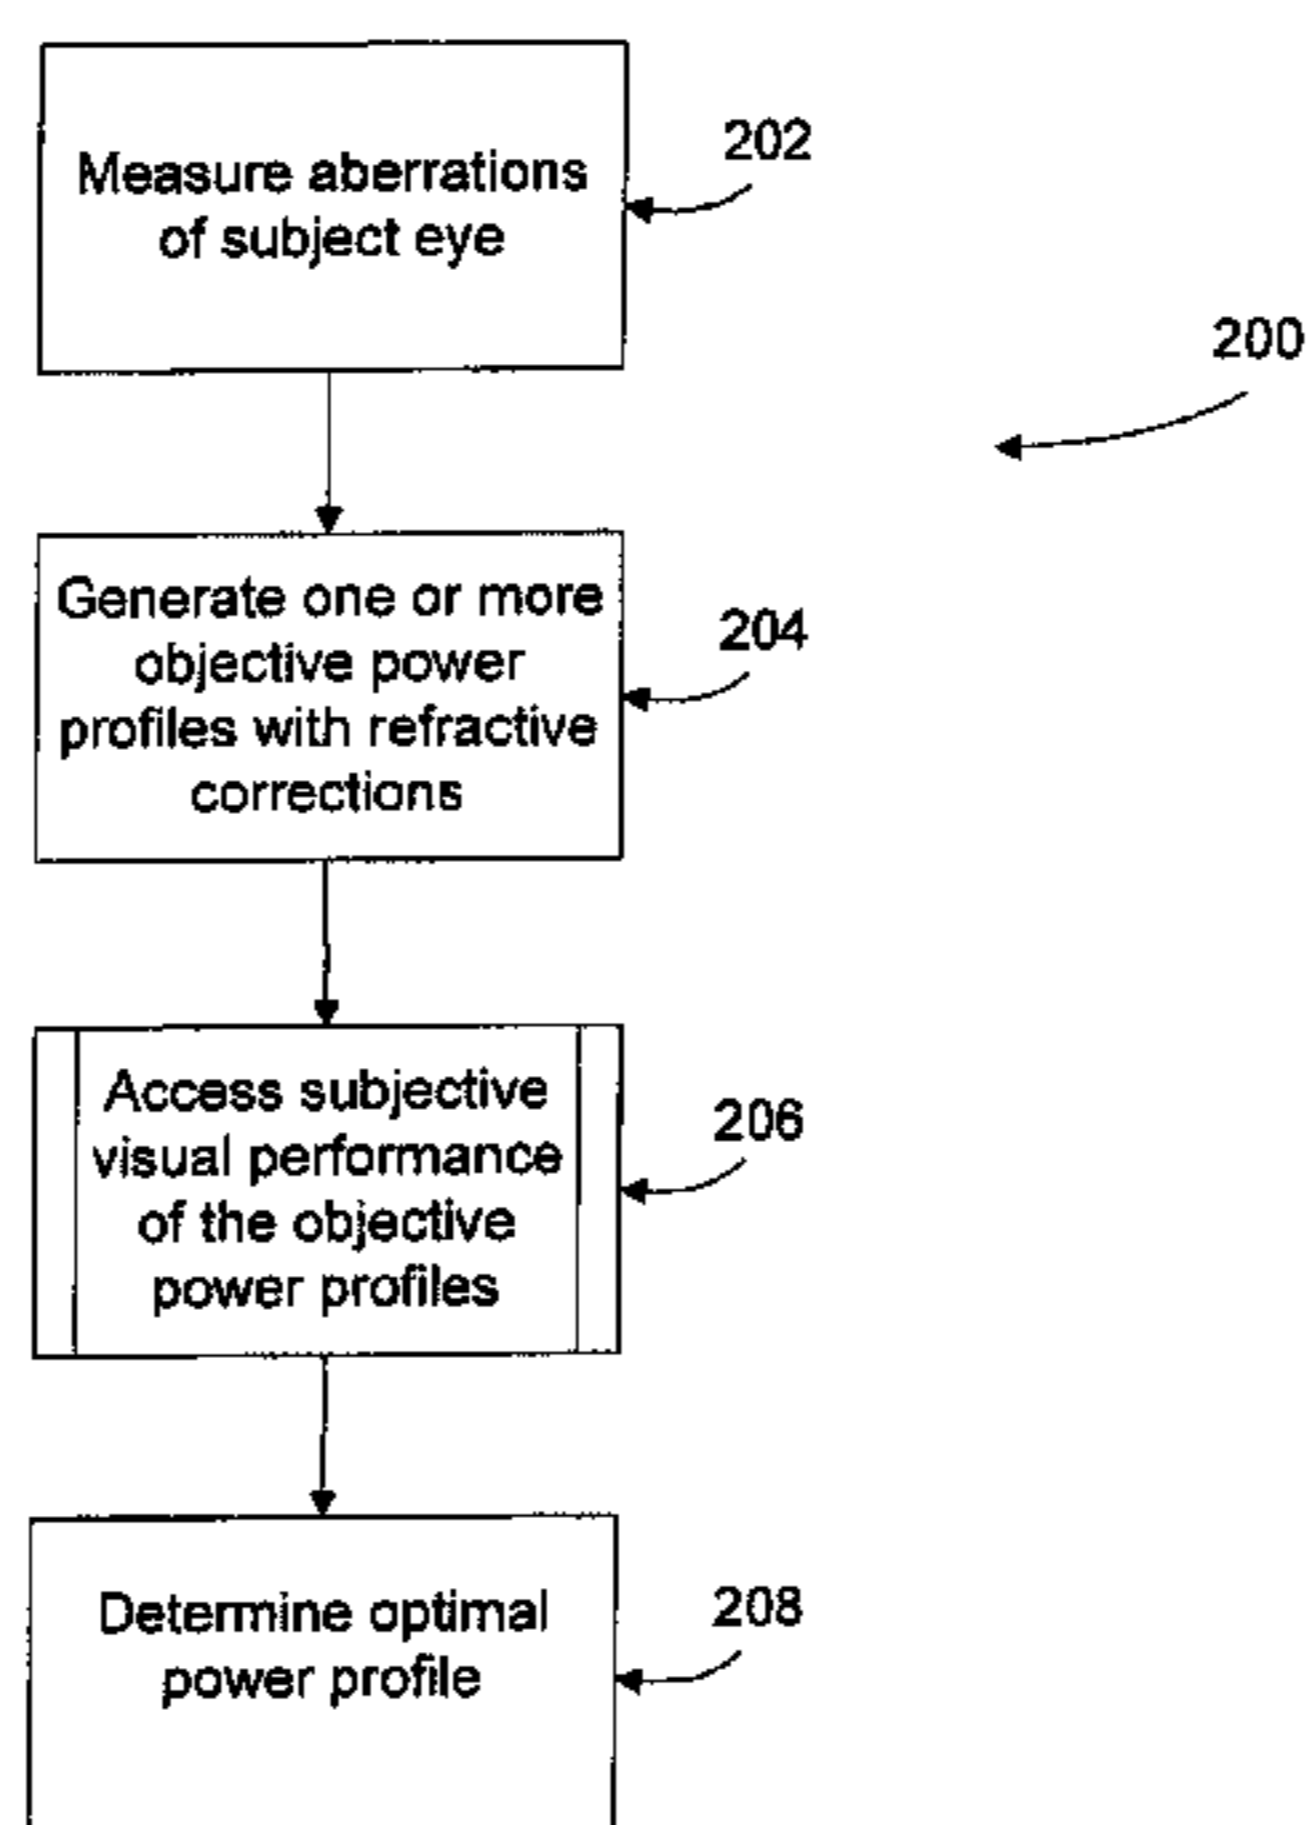 Measure aberrations
of subject eye
202
200
Generate one or more
objective power
profiles with refractive
corrections
204
Access subjective
visual performance
of the objective
power profiles
206
Determine optimal
power profile
208